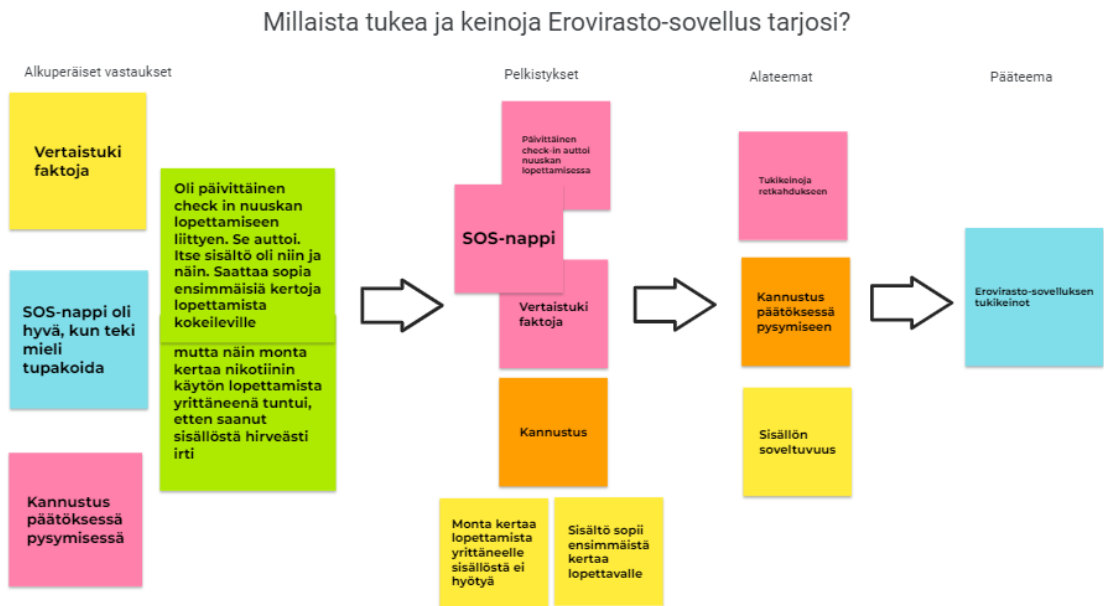 Millaista tukea ja keinoja Erovirasto-sovellus tarjosi?
Alkuperäiset vastaukset
Vertaistuki
faktoja
SOS-nappi oli
hyvä, kun teki
mieli
tupakoida
Kannustus
päätöksessä
pysymisessä
Oli päivittäinen
check in nuuskan
lopettamiseen
liittyen. Se auttoi.
Itse sisältö oli niin ja
näin. Saattaa sopia
ensimmäisiä kertoja
lopettamista
kokeileville
mutta näin monta
kertaa nikotiinin
käytön lopettamista
yrittäneenä tuntui,
etten saanut
sisällöstä hirveästi
irti
Pelkistykset
Päivittäinen
check-in auttoi
nuuskan
lopettamisessa
SOS-nappi
Vertaistuki
faktoja
Kannustus
Monta kertaa
lopettamista
yrittäneelle
sisällöstä ei
hyötyä
Sisältö sopii
ensimmäistä
kertaa
lopettavalle
Alateemat
Tukikeinoja
retkahdukseen
Kannustus
päätöksessä
pysymiseen
Sisällön
soveltuvuus
Pääteema
Erovirasto-sovelluksen
tukikeinot